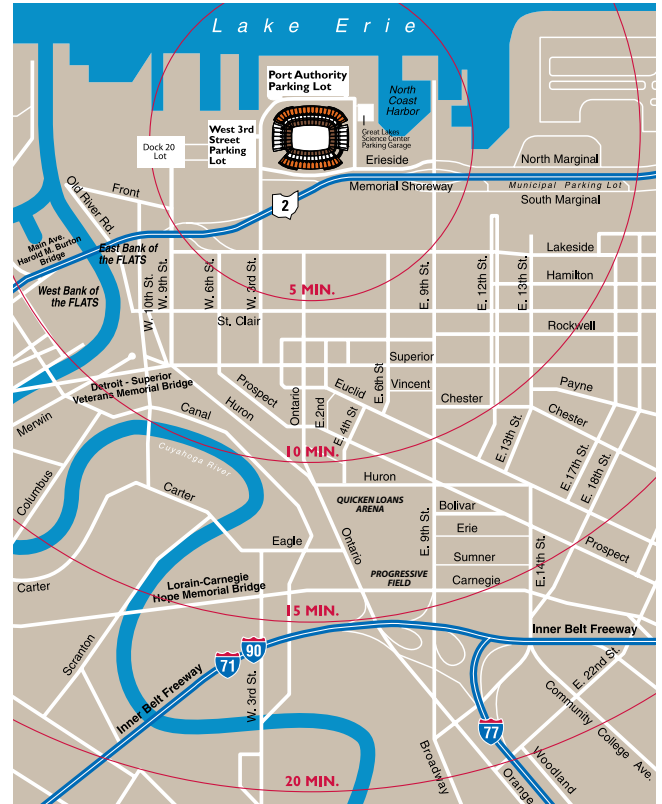 Lake Erie
Port Authority
Parking Lot
North
Coast
Harbor
West 3rd
Street
Parking
Lot
Dock 20
Lot
Great Lakes
Science Center
Parking Garage
Erieside
North Marginal
Memorial Shoreway
Municipal Parking Lot
South Marginal
Front
Old River Rd.
2
Main Ave.
Harold M. Burton
Bridge
East Bank of
the FLATS
West Bank of
the FLATS
W. 10th St.
W. 9th St.
W. 6th St.
W. 3rd St.
E. 9th St.
E. 12th St.
E. 13th St.
Lakeside
Hamilton
5 MIN.
St. Clair
Rockwell
Superior
Vincent
E. 6th St
Euclid
Prospect
Huron
Ontario
E. 2nd
E. 4th St.
Chester
Payne
Chester
Detroit - Superior
Veterans Memorial Bridge
Merwin
Canal
Columbus
Cuyahoga River
10 MIN.
E. 13th St.
E. 17th St.
E. 18th St.
Carter
Huron
QUICKEN LOANS
ARENA
Bolivar
Erie
Sumner
Carnegie
E. 9th St.
E. 14th St.
Prospect
Eagle
Ontario
PROGRESSIVE
FIELD
Carter
Lorain-Carnegie
Hope Memorial Bridge
15 MIN.
Scranton
Inner Belt Freeway
71
90
W. 3rd St.
Inner Belt Freeway
E. 22nd St.
Community College Ave.
77
Broadway
Orange
Woodland
20 MIN.